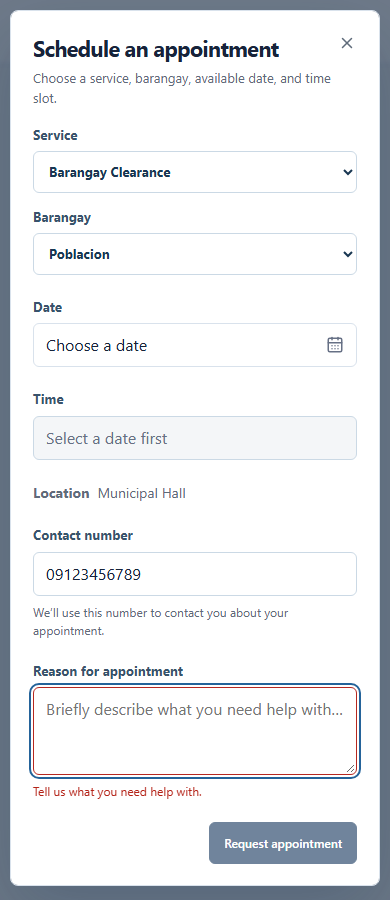 Schedule an appointment
Choose a service, barangay, available date, and time
slot.
Service
Barangay Clearance
Barangay
Poblacion
Date
Choose a date
Time
Select a date first
Location Municipal Hall
Contact number
09123456789
We'll use this number to contact you about your
appointment.
Reason for appointment
Briefly describe what you need help with...
Tell us what you need help with.
Request appointment